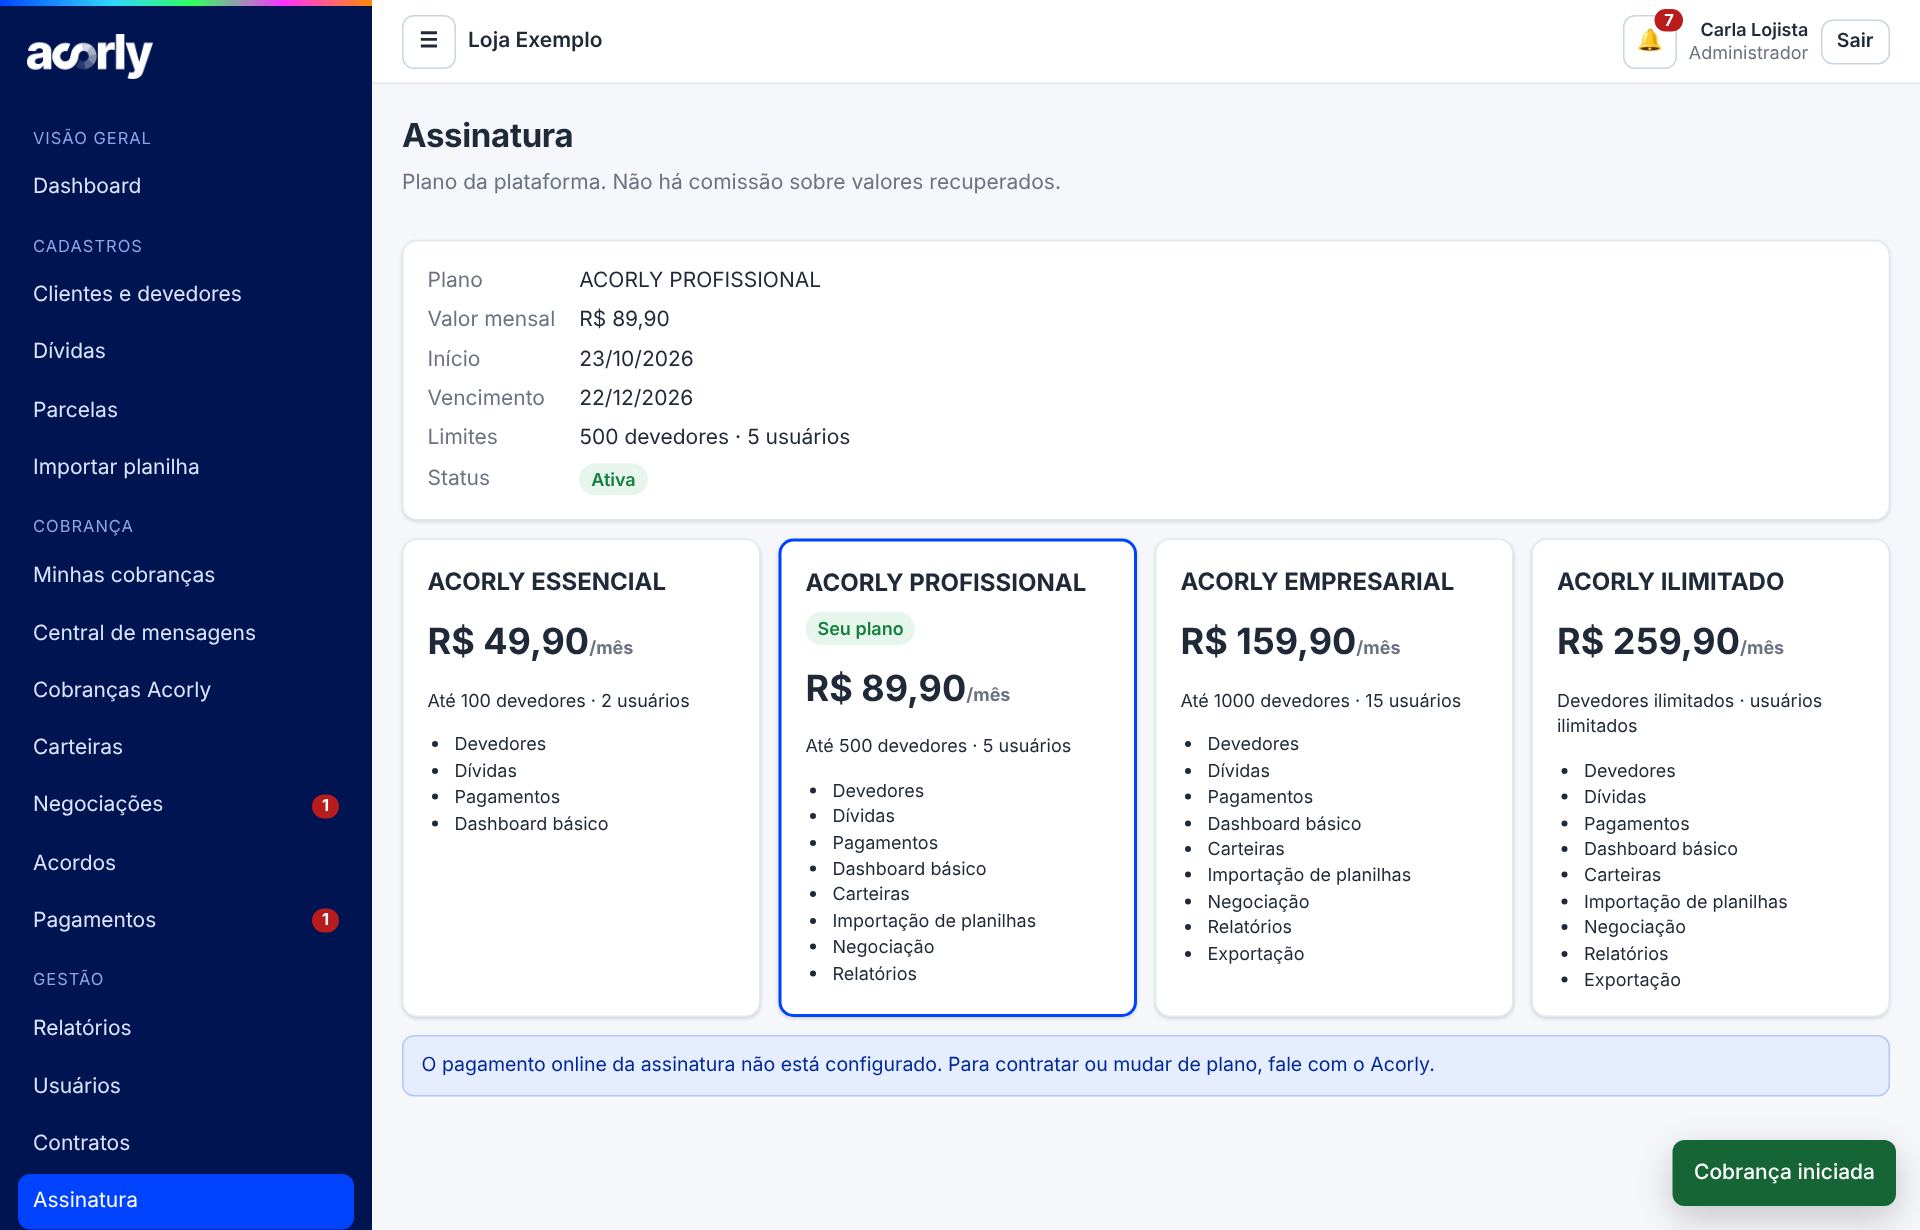 acorly
VISÃO GERAL
Dashboard
CADASTROS
Clientes e devedores
Dívidas
Parcelas
Importar planilha
COBRANÇA
Minhas cobranças
Central de mensagens
Cobranças Acorly
Carteiras
Negociações 1
Acordos
Pagamentos 1
GESTÃO
Relatórios
Usuários
Contratos
Assinatura
☰ Loja Exemplo
7
Carla Lojista
Administrador
Sair
Assinatura
Plano da plataforma. Não há comissão sobre valores recuperados.
Plano ACORLY PROFISSIONAL
Valor mensal R$ 89,90
Início 23/10/2026
Vencimento 22/12/2026
Limites 500 devedores · 5 usuários
Status Ativa
ACORLY ESSENCIAL
R$ 49,90/mês
Até 100 devedores · 2 usuários
• Devedores
• Dívidas
• Pagamentos
• Dashboard básico
ACORLY PROFISSIONAL
Seu plano
R$ 89,90/mês
Até 500 devedores · 5 usuários
• Devedores
• Dívidas
• Pagamentos
• Dashboard básico
• Carteiras
• Importação de planilhas
• Negociação
• Relatórios
ACORLY EMPRESARIAL
R$ 159,90/mês
Até 1000 devedores · 15 usuários
• Devedores
• Dívidas
• Pagamentos
• Dashboard básico
• Carteiras
• Importação de planilhas
• Negociação
• Relatórios
• Exportação
ACORLY ILIMITADO
R$ 259,90/mês
Devedores ilimitados · usuários
ilimitados
• Devedores
• Dívidas
• Pagamentos
• Dashboard básico
• Carteiras
• Importação de planilhas
• Negociação
• Relatórios
• Exportação
O pagamento online da assinatura não está configurado. Para contratar ou mudar de plano, fale com o Acorly.
Cobrança iniciada